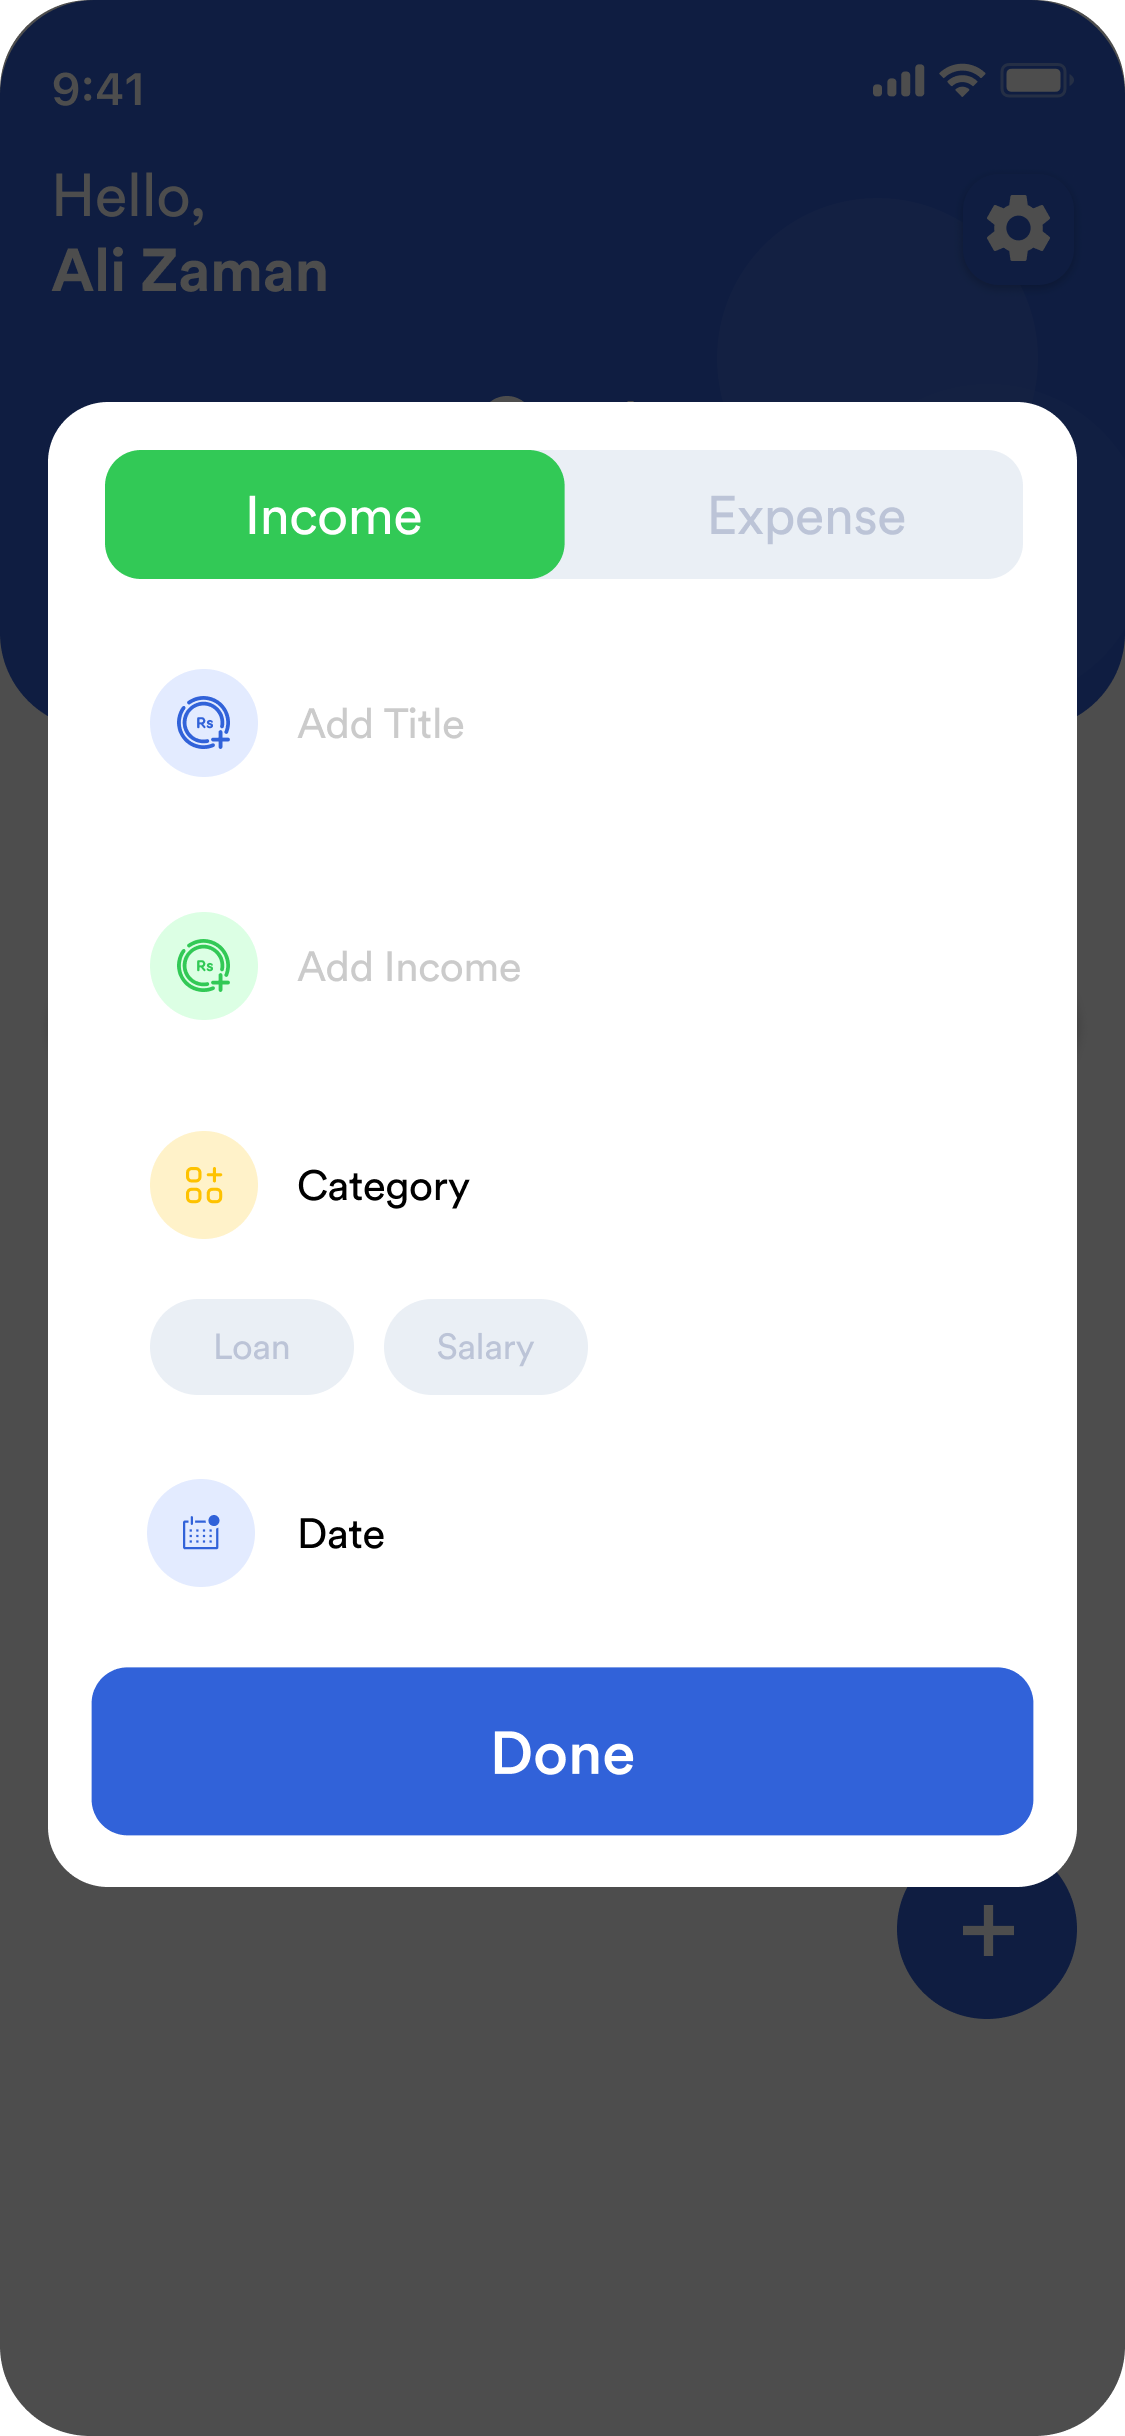 9:41
Hello,
Ali Zaman
Income Expense
Rs Add Title
Rs Add Income
Category
Loan Salary
Date
Done